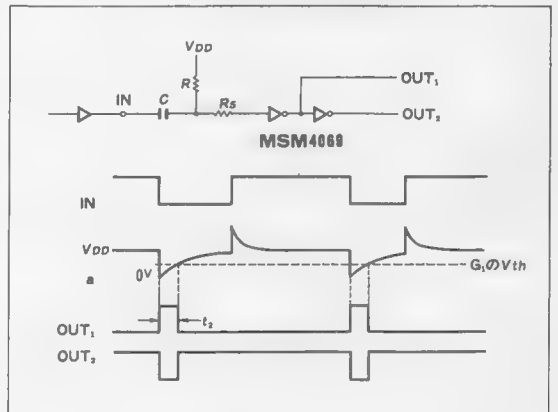 VDD
R
IN C Rs OUT₁
OUT₂
MSM4069
IN
VDD
0V
a
G₁のVth
t₂
OUT₁
OUT₂